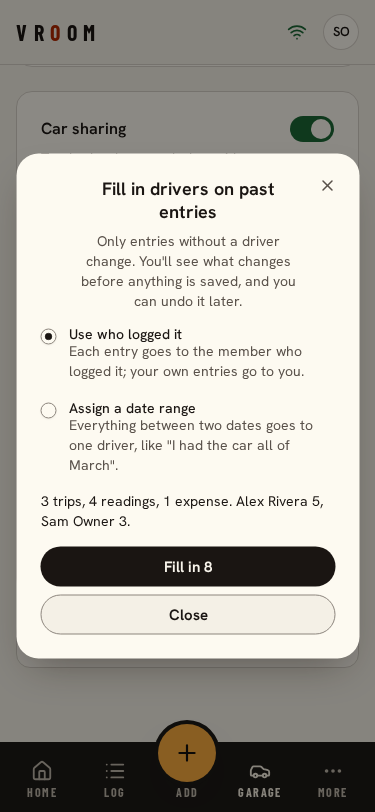 VROOM
SO
Car sharing
Fill in drivers on past
entries
Only entries without a driver
change. You'll see what changes
before anything is saved, and you
can undo it later.
Use who logged it
Each entry goes to the member who
logged it; your own entries go to you.
Assign a date range
Everything between two dates goes to
one driver, like "I had the car all of
March".
3 trips, 4 readings, 1 expense. Alex Rivera 5,
Sam Owner 3.
Fill in 8
Close
HOME
LOG
ADD
GARAGE
MORE